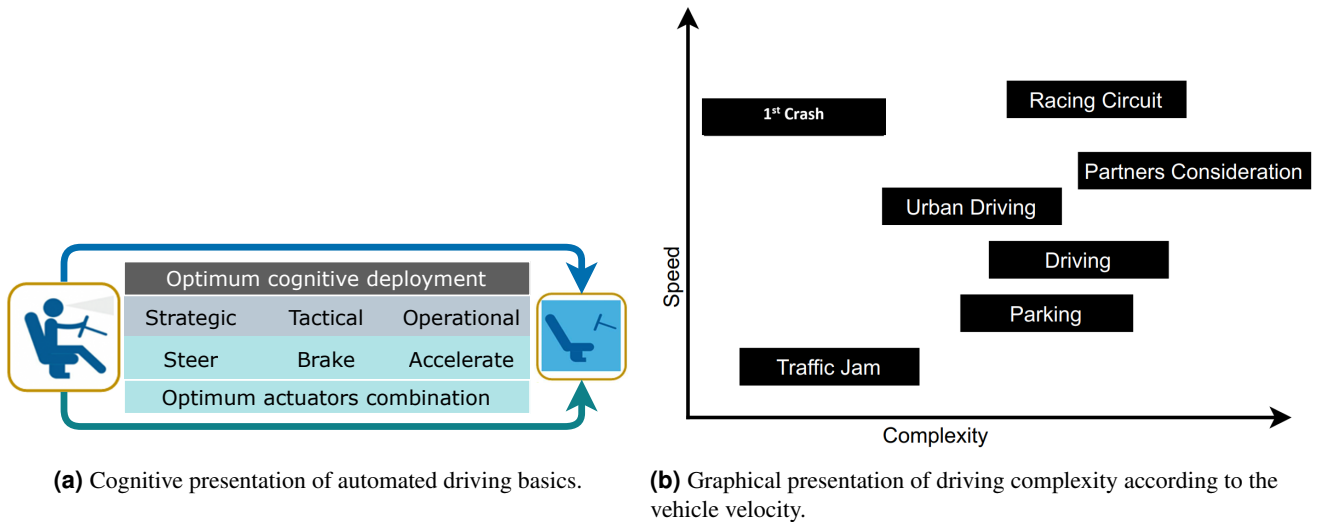 Optimum cognitive deployment
Strategic Tactical Operational
Steer Brake Accelerate
Optimum actuators combination
(a) Cognitive presentation of automated driving basics.
Speed
1st Crash
Racing Circuit
Partners Consideration
Urban Driving
Driving
Parking
Traffic Jam
Complexity
(b) Graphical presentation of driving complexity according to the
vehicle velocity.